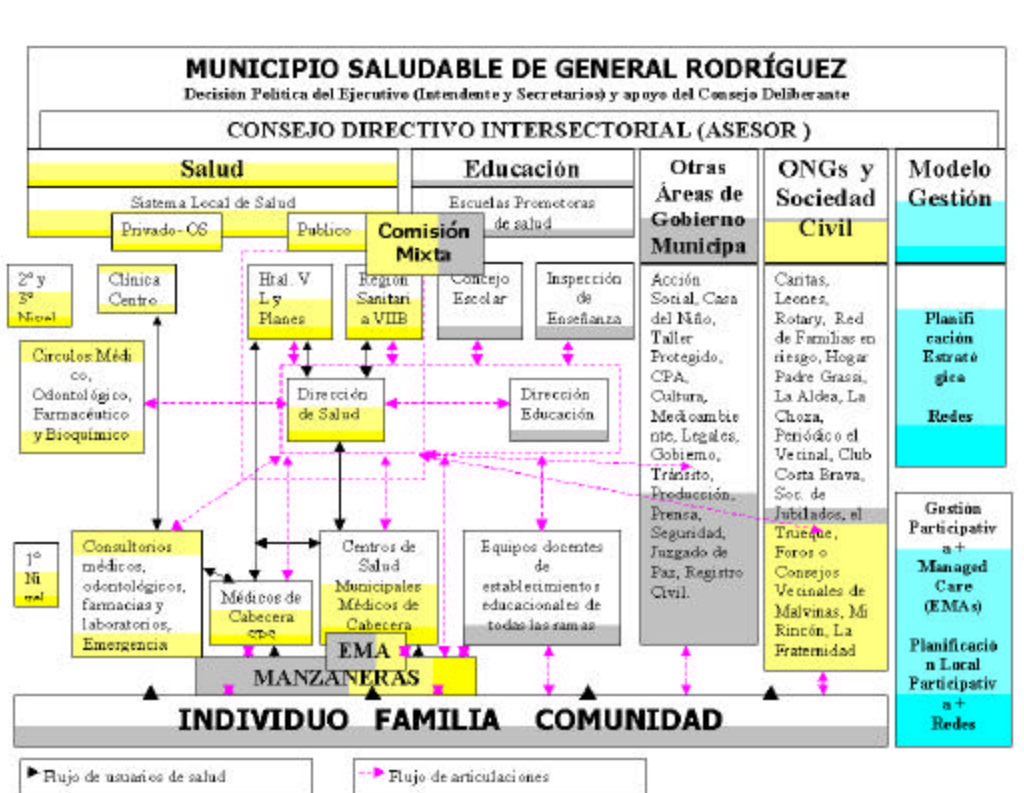 MUNICIPIO SALUDABLE DE GENERAL RODRÍGUEZ
Decisión Política del Ejecutivo (Intendente y Secretarios) y apoyo del Consejo Deliberante
CONSEJO DIRECTIVO INTERSECTORIAL (ASESOR )
Salud
Sistema Local de Salud
Privado- OS
Publico
Educación
Escuelas Promotoras
de salud
Comisión
Mixta
Otras
Áreas de
Gobierno
Municipa
ONGs y
Sociedad
Civil
Modelo
Gestión
2º y
3º
Nivel
Clínica
Centro
Htal. V
L y
Planes
Región
Sanitari
a VIIB
Concejo
Escolar
Inspección
de
Enseñanza
Circulos:Médi
co,
Odontológico,
Farmacéutico
y Bioquímico
Dirección
de Salud
Dirección
Educación
Acción
Social, Casa
del Niño,
Taller
Protegido,
CPA,
Cultura,
Medioambie
nte, Legales,
Gobierno,
Tránsito,
Producción,
Prensa,
Seguridad,
Juzgado de
Paz, Registro
Civil.
Caritas,
Leones,
Rotary, Red
de Familias en
riesgo, Hogar
Padre Grassi,
La Aldea, La
Choza,
Periódico el
Vecinal, Club
Costa Brava,
Soc. de
Jubilados, el
Trueque,
Foros o
Consejos
Vecinales de
Malvinas, Mi
Rincón, La
Fraternidad
Planifi
cación
Estraté
gica
Redes
1º
Ni
vel
Consultorios
médicos,
odontológicos,
farmacias y
laboratorios,
Emergencia
Médicos de
Cabecera
Centros de
Salud
Municipales
Médicos de
Cabecera
Equipos docentes
de
establecimientos
educacionales de
todas las ramas
Gestión
Participativ
a +
Managed
Care
(EMAs)
Planificació
n Local
Participativ
a +
Redes
EMA
MANZANERAS
INDIVIDUO FAMILIA COMUNIDAD
Flujo de usuarios de salud
Flujo de articulaciones